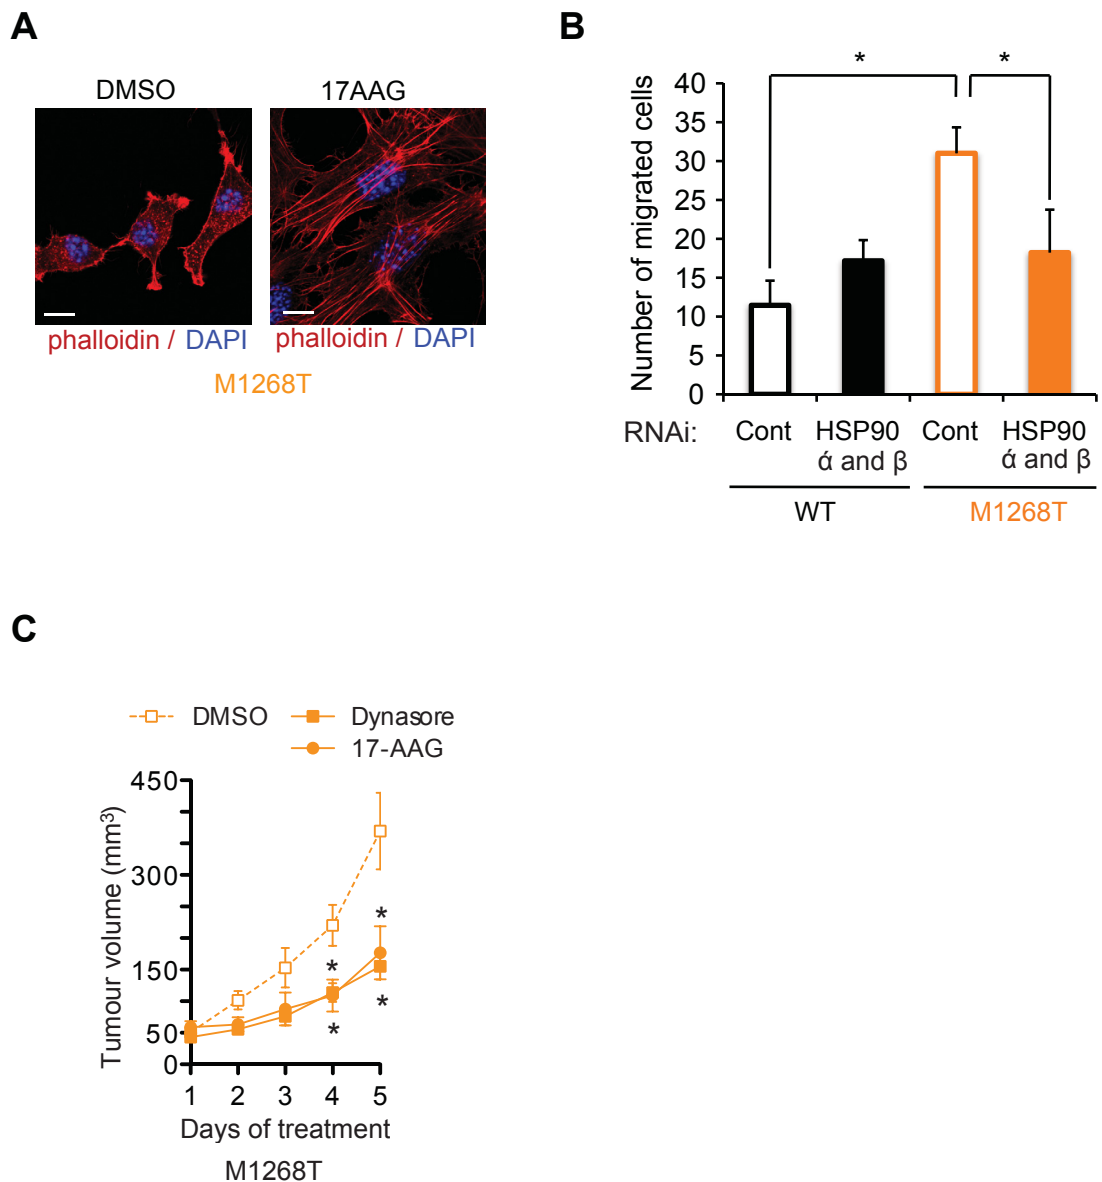 A
DMSO
17AAG
phalloidin / DAPI
phalloidin / DAPI
M1268T
B
*
*
Number of migrated cells
40
35
30
25
20
15
10
5
0
RNAi:
Cont
HSP90
ά and β
Cont
HSP90
ά and β
WT
M1268T
C
DMSO
Dynasore
17-AAG
Tumour volume (mm³)
450
300
150
50
0
*
*
*
*
1 2 3 4 5
Days of treatment
M1268T